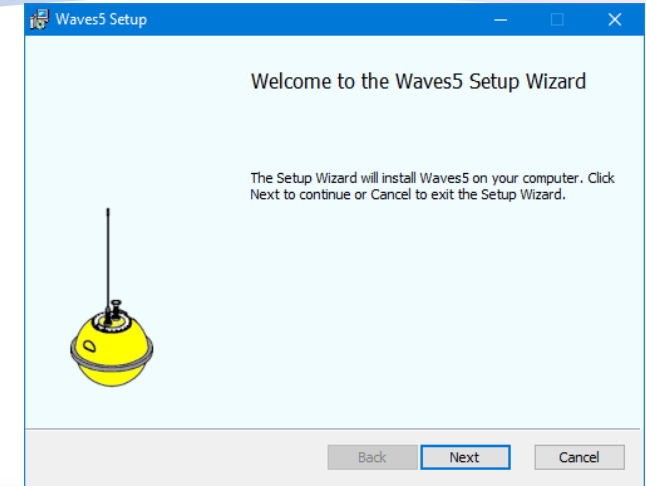 Waves5 Setup
Welcome to the Waves5 Setup Wizard
The Setup Wizard will install Waves5 on your computer. Click
Next to continue or Cancel to exit the Setup Wizard.
Back Next Cancel